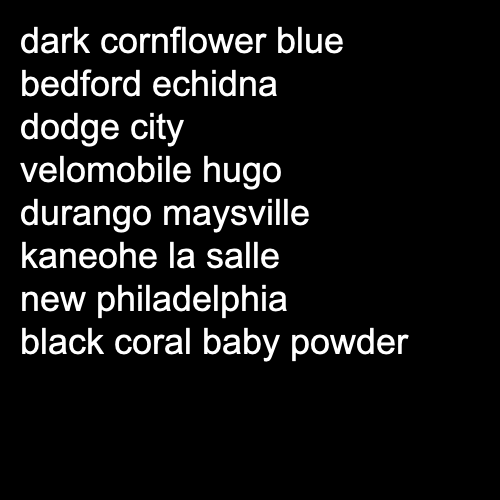 dark cornflower blue
bedford echidna
dodge city
velomobile hugo
durango maysville
kaneohe la salle
new philadelphia
black coral baby powder